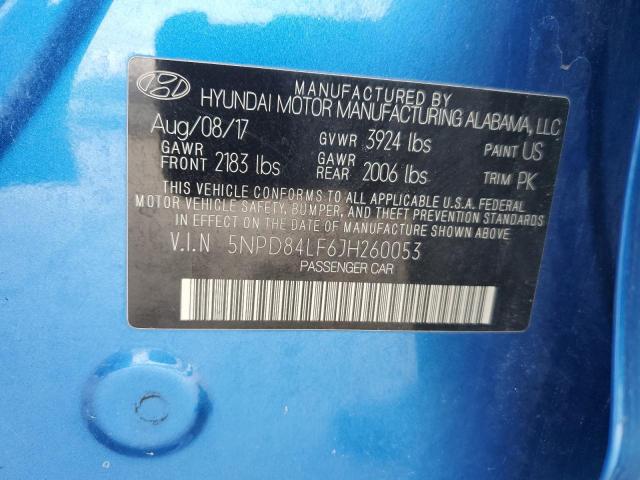 MANUFACTURED BY
HYUNDAI MOTOR MANUFACTURING ALABAMA, LLC
Aug/08/17 GVWR 3924 lbs PAINT US
GAWR FRONT 2183 lbs GAWR REAR 2006 lbs TRIM PK
THIS VEHICLE CONFORMS TO ALL APPLICABLE U.S.A. FEDERAL
MOTOR VEHICLE SAFETY, BUMPER, AND THEFT PREVENTION STANDARDS
IN EFFECT ON THE DATE OF MANUFACTURE SHOWN ABOVE.
V.I.N 5NPD84LF6JH260053
PASSENGER CAR